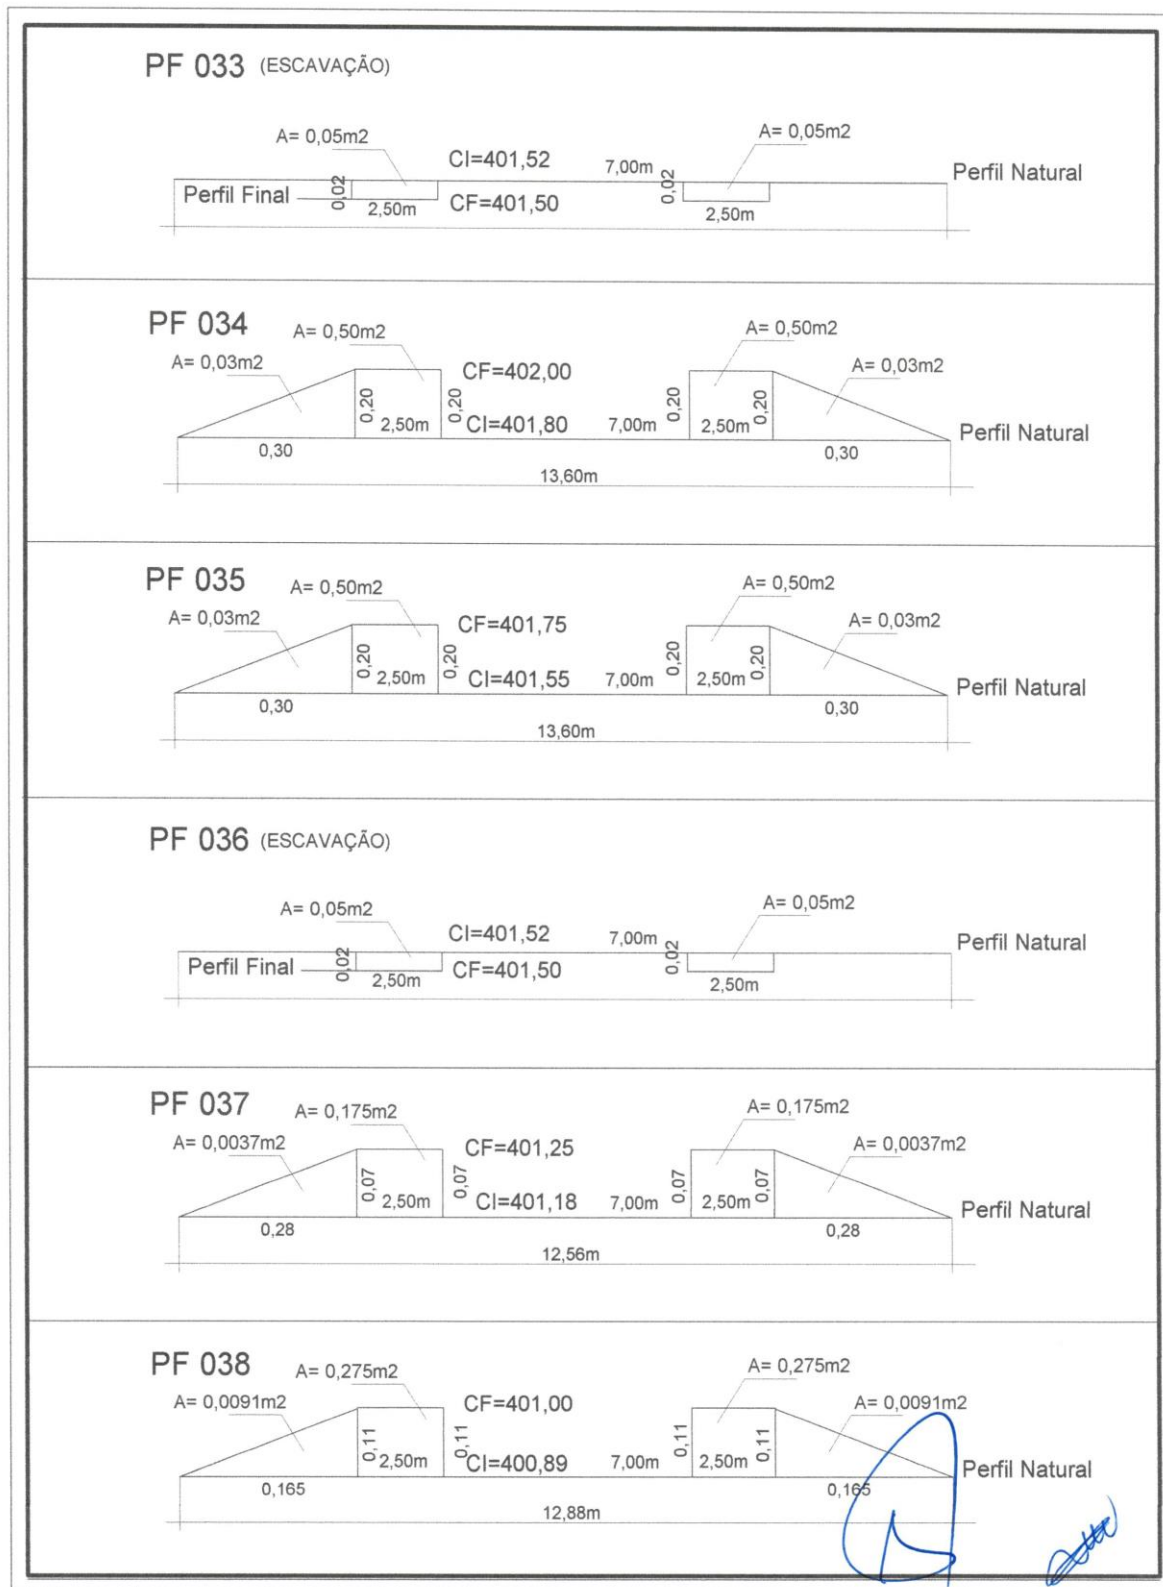 PF 033 (ESCAVAÇÃO)
A= 0,05m2
A= 0,05m2
CI=401,52
7,00m
Perfil Natural
Perfil Final
0,02
2,50m
CF=401,50
0,02
2,50m
PF 034
A= 0,50m2
A= 0,50m2
A= 0,03m2
A= 0,03m2
CF=402,00
0,20
2,50m
0,20
CI=401,80
7,00m
0,20
2,50m
0,20
Perfil Natural
0,30
0,30
13,60m
PF 035
A= 0,50m2
A= 0,50m2
A= 0,03m2
A= 0,03m2
CF=401,75
0,20
2,50m
0,20
CI=401,55
7,00m
0,20
2,50m
0,20
Perfil Natural
0,30
0,30
13,60m
PF 036 (ESCAVAÇÃO)
A= 0,05m2
A= 0,05m2
CI=401,52
7,00m
Perfil Natural
Perfil Final
0,02
2,50m
CF=401,50
0,02
2,50m
PF 037
A= 0,175m2
A= 0,175m2
A= 0,0037m2
A= 0,0037m2
CF=401,25
0,07
2,50m
0,07
CI=401,18
7,00m
0,07
2,50m
0,07
Perfil Natural
0,28
0,28
12,56m
PF 038
A= 0,275m2
A= 0,275m2
A= 0,0091m2
A= 0,0091m2
CF=401,00
0,11
2,50m
0,11
CI=400,89
7,00m
0,11
2,50m
0,11
Perfil Natural
0,165
0,165
12,88m